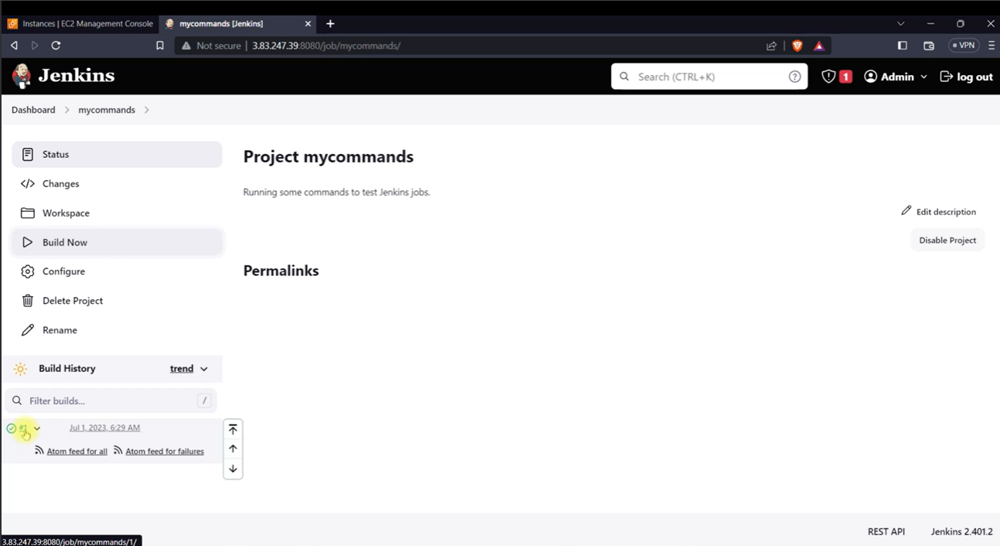 Instances | EC2 Management Console
mycommands [Jenkins]
Not secure | 3.83.247.39:8080/job/mycommands/
VPN
Jenkins
Search (CTRL+K)
1
Admin
log out
Dashboard
mycommands
Status
Changes
Workspace
Build Now
Configure
Delete Project
Rename
Build History
trend
Filter builds...
/
#1
Jul 1, 2023, 6:29 AM
Atom feed for all
Atom feed for failures
Project mycommands
Running some commands to test Jenkins jobs.
Edit description
Disable Project
Permalinks
REST API
Jenkins 2.401.2
3.83.247.39:8080/job/mycommands/1/